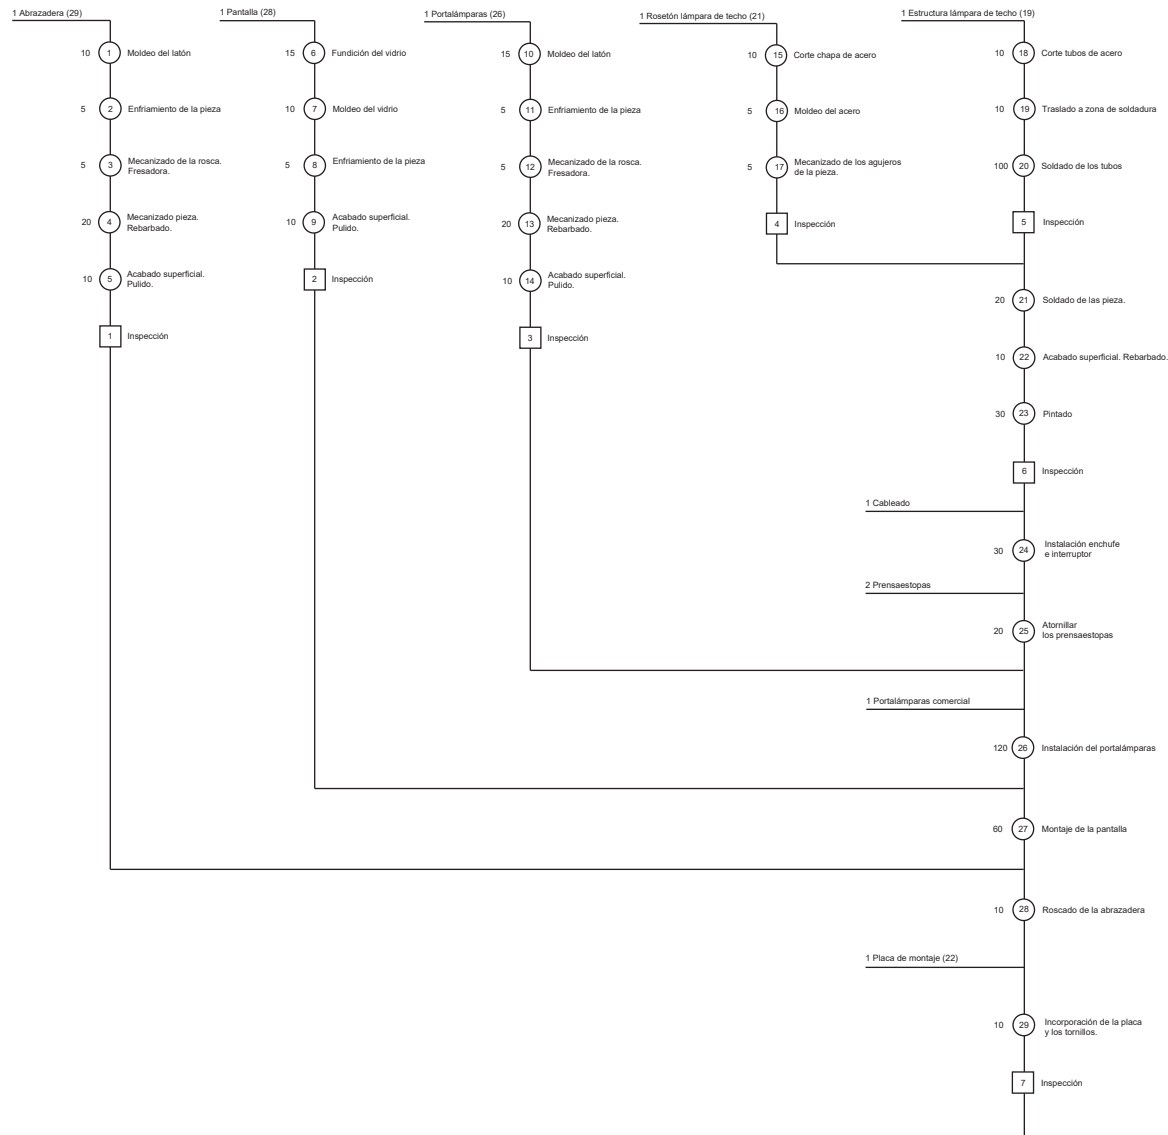 1 Abrazadera (29)
10 1 Moldeo del latón
5 2 Enfriamiento de la pieza
5 3 Mecanizado de la rosca.
Fresadora.
20 4 Mecanizado pieza.
Rebarbado.
10 5 Acabado superficial.
Pulido.
1 Inspección
1 Pantalla (28)
15 6 Fundición del vidrio
10 7 Moldeo del vidrio
5 8 Enfriamiento de la pieza
10 9 Acabado superficial.
Pulido.
2 Inspección
1 Portalámparas (26)
15 10 Moldeo del latón
5 11 Enfriamiento de la pieza
5 12 Mecanizado de la rosca.
Fresadora.
20 13 Mecanizado pieza.
Rebarbado.
10 14 Acabado superficial.
Pulido.
3 Inspección
1 Rosetón lámpara de techo (21)
10 15 Corte chapa de acero
5 16 Moldeo del acero
5 17 Mecanizado de los agujeros
de la pieza.
4 Inspección
1 Estructura lámpara de techo (19)
10 18 Corte tubos de acero
10 19 Traslado a zona de soldadura
100 20 Soldado de los tubos
5 Inspección
20 21 Soldado de las pieza.
10 22 Acabado superficial. Rebarbado.
30 23 Pintado
6 Inspección
1 Cableado
30 24 Instalación enchufe
e interruptor
2 Prensaestopas
20 25 Atornillar
los prensaestopas
1 Portalámparas comercial
120 26 Instalación del portalámparas
60 27 Montaje de la pantalla
10 28 Roscado de la abrazadera
1 Placa de montaje (22)
10 29 Incorporación de la placa
y los tornillos.
7 Inspección